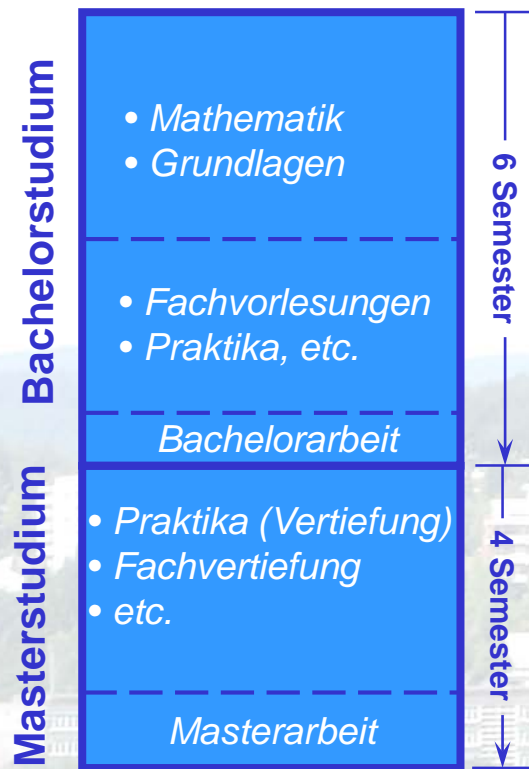 Bachelorstudium
• Mathematik
• Grundlagen
• Fachvorlesungen
• Praktika, etc.
Bachelorarbeit
6 Semester
Masterstudium
• Praktika (Vertiefung)
• Fachvertiefung
• etc.
Masterarbeit
4 Semester